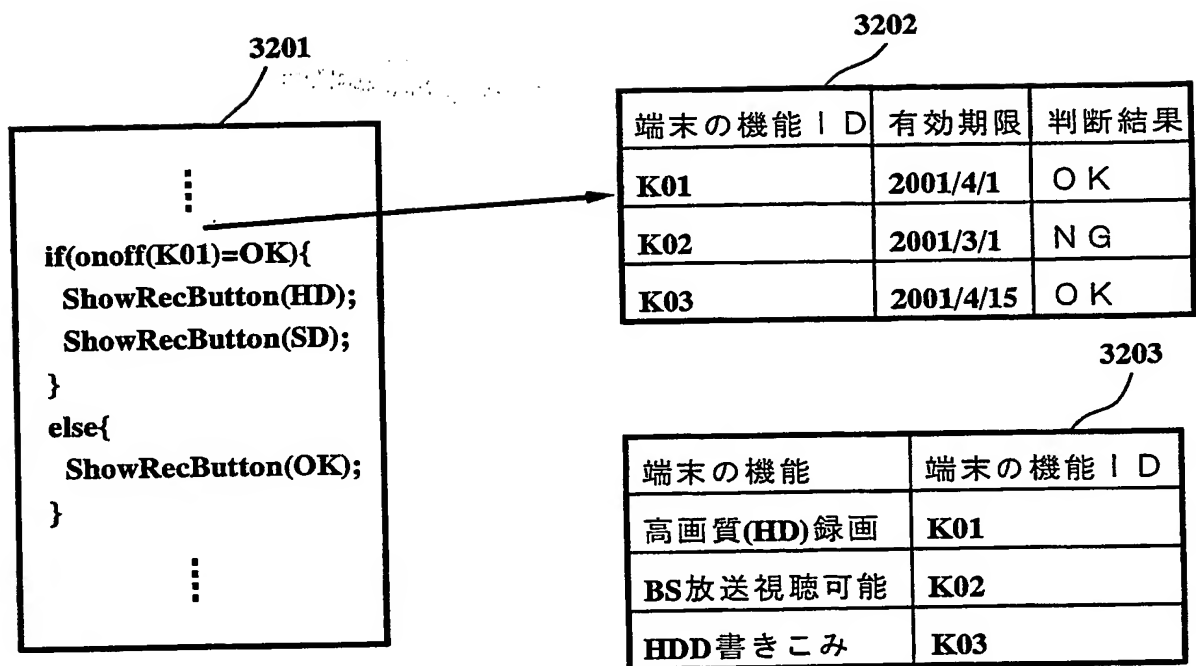 3201
⋮
if(onoff(K01)=OK){
ShowRecButton(HD);
ShowRecButton(SD);
}
else{
ShowRecButton(OK);
}
⋮
3202
端末の機能ID 有効期限 判断結果
K01 2001/4/1 OK
K02 2001/3/1 NG
K03 2001/4/15 OK
3203
端末の機能 端末の機能ID
高画質(HD)録画 K01
BS放送視聴可能 K02
HDD書きこみ K03